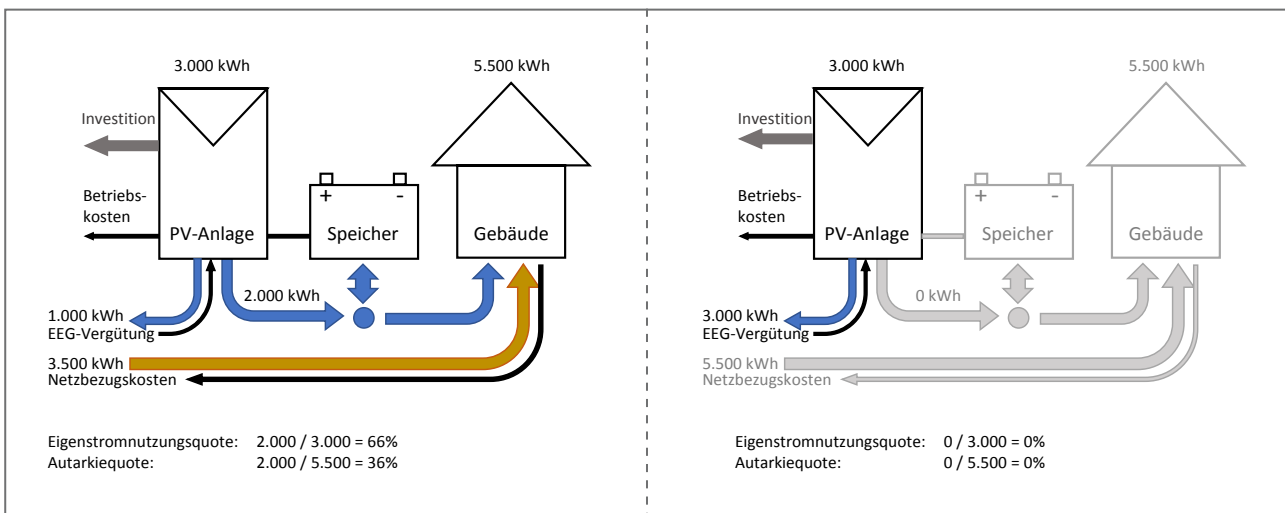 3.000 kWh
5.500 kWh
Investition
Betriebs-
kosten
+ -
PV-Anlage
Speicher
Gebäude
2.000 kWh
1.000 kWh
EEG-Vergütung
3.500 kWh
Netzbezugskosten
Eigenstromnutzungsquote: 2.000 / 3.000 = 66%
Autarkiequote: 2.000 / 5.500 = 36%
3.000 kWh
5.500 kWh
Investition
Betriebs-
kosten
+ -
PV-Anlage
Speicher
Gebäude
0 kWh
3.000 kWh
EEG-Vergütung
5.500 kWh
Netzbezugskosten
Eigenstromnutzungsquote: 0 / 3.000 = 0%
Autarkiequote: 0 / 5.500 = 0%